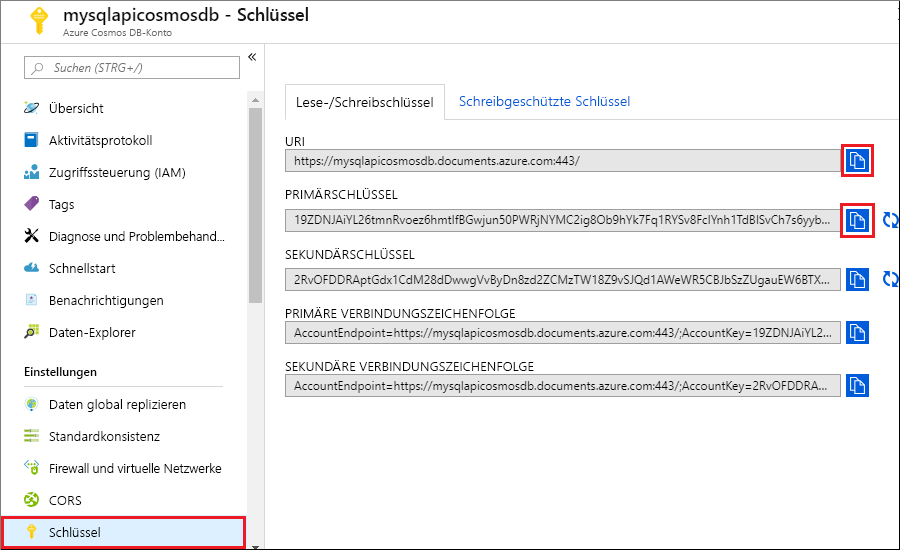 mysqlapicosmosdb - Schlüssel
Azure Cosmos DB-Konto
Suchen (STRG+/)
Übersicht
Aktivitätsprotokoll
Zugriffssteuerung (IAM)
Tags
Diagnose und Problembehand...
Schnellstart
Benachrichtigungen
Daten-Explorer
Einstellungen
Daten global replizieren
Standardkonsistenz
Firewall und virtuelle Netzwerke
CORS
Schlüssel
Lese-/Schreibschlüssel
Schreibgeschützte Schlüssel
URI
https://mysqlapicosmosdb.documents.azure.com:443/
PRIMÄRSCHLÜSSEL
19ZDNJAiYL26tmnRvoez6hmtIfBGwjun50PWRjNYMC2ig8Ob9hYk7Fq1RYSv8FcIYnh1TdBISvCh7s6yyb...
SEKUNDÄRSCHLÜSSEL
2RvOFDDRAptGdx1CdM28dDwwgVvByDn8zd2ZCMzTW18Z9vSJQd1AWeWR5CBJbSzZUgauEW6BTX...
PRIMÄRE VERBINDUNGSZEICHENFOLGE
AccountEndpoint=https://mysqlapicosmosdb.documents.azure.com:443/;AccountKey=19ZDNJAiYL2...
SEKUNDÄRE VERBINDUNGSZEICHENFOLGE
AccountEndpoint=https://mysqlapicosmosdb.documents.azure.com:443/;AccountKey=2RvOFDDRA...